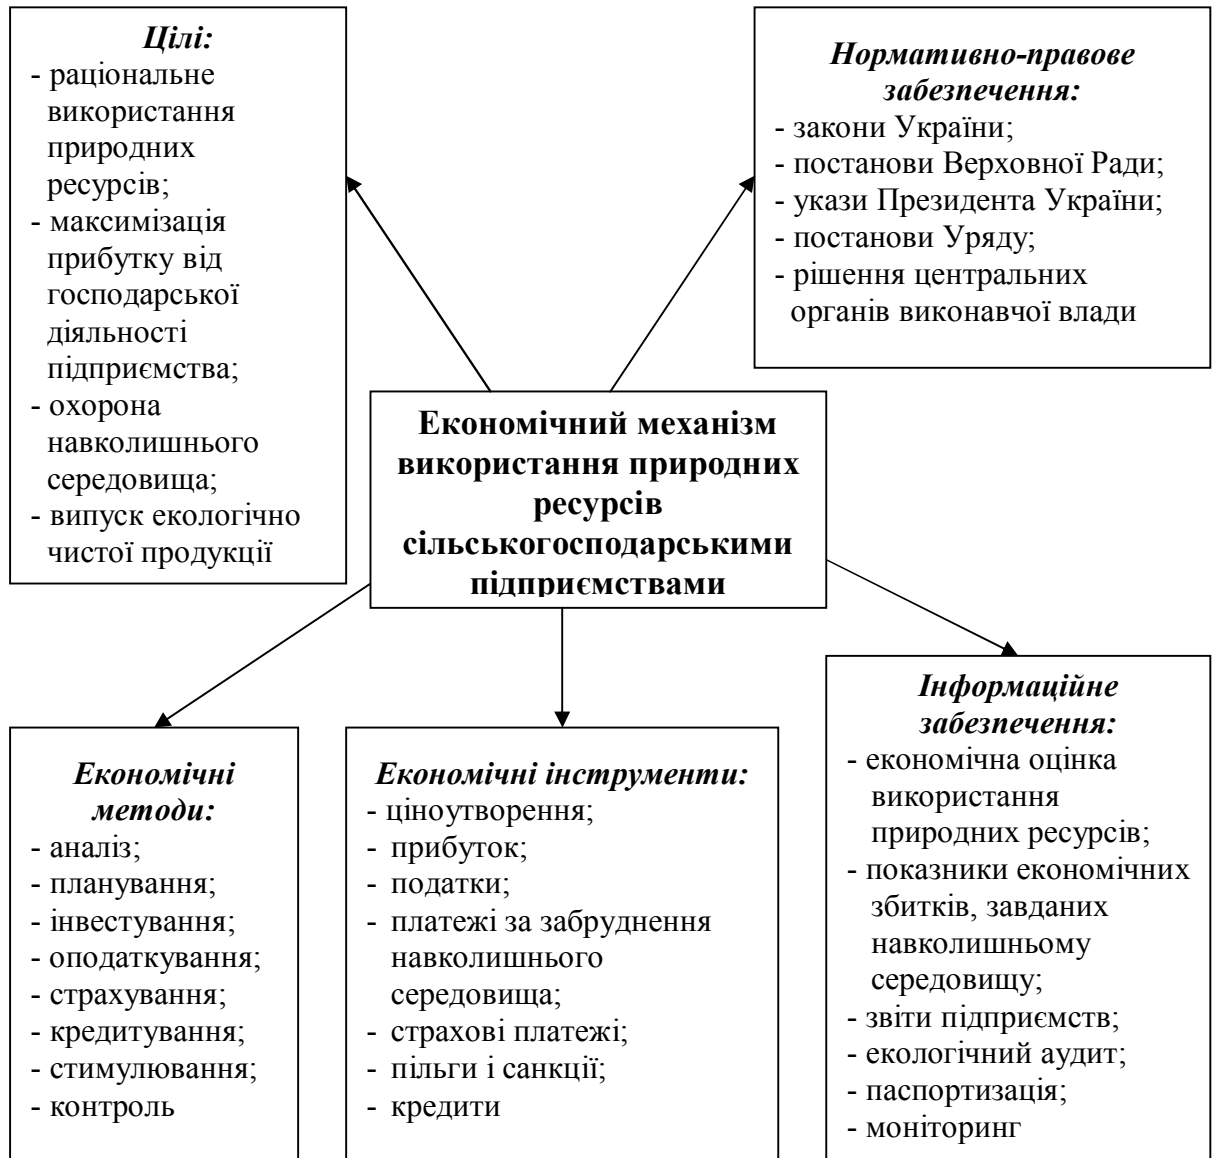 Цілі:
- раціональне
використання
природних
ресурсів;
- максимізація
прибутку від
господарської
діяльності
підприємства;
- охорона
навколишнього
середовища;
- випуск екологічно
чистої продукції
Нормативно-правове
забезпечення:
- закони України;
- постанови Верховної Ради;
- укази Президента України;
- постанови Уряду;
- рішення центральних
органів виконавчої влади
Економічний механізм
використання природних
ресурсів
сільськогосподарськими
підприємствами
Економічні
методи:
- аналіз;
- планування;
- інвестування;
- оподаткування;
- страхування;
- кредитування;
- стимулювання;
- контроль
Економічні інструменти:
- ціноутворення;
- прибуток;
- податки;
- платежі за забруднення
навколишнього
середовища;
- страхові платежі;
- пільги і санкції;
- кредити
Інформаційне
забезпечення:
- економічна оцінка
використання
природних ресурсів;
- показники економічних
збитків, завданих
навколишньому
середовищу;
- звіти підприємств;
- екологічний аудит;
- паспортизація;
- моніторинг